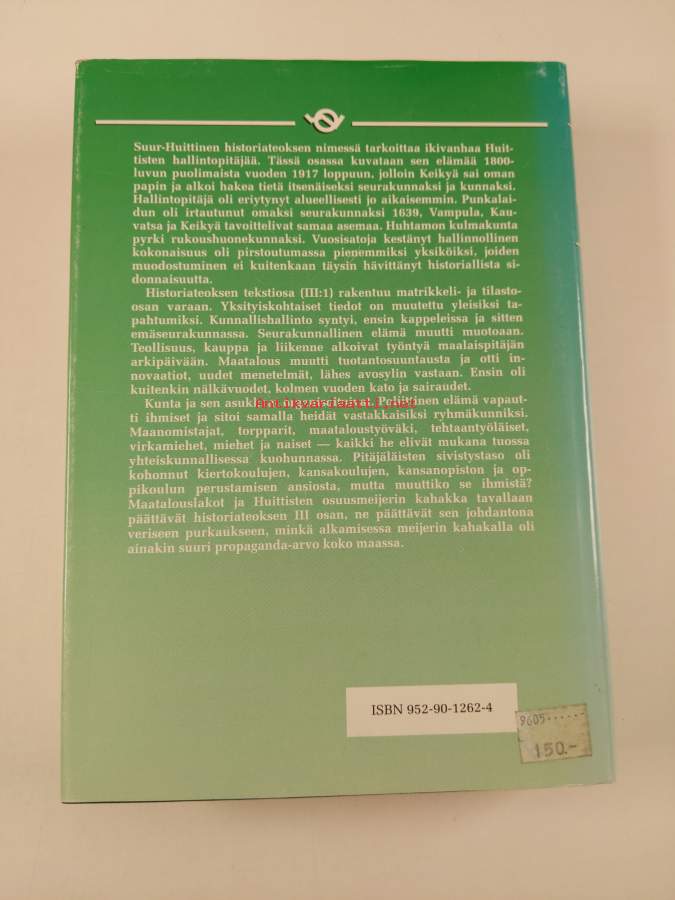 Suur-Huittinen historiateoksen nimessä tarkoittaa ikivanhaa Huit-
tisten hallintopitäjää. Tässä osassa kuvataan sen elämää 1800-
luvun puolimaista vuoden 1917 loppuun, jolloin Keikyä sai oman
papin ja alkoi hakea tietä itsenäiseksi seurakunnaksi ja kunnaksi.
Hallintopitäjä oli eriytynyt alueellisesti jo aikaisemmin. Punkalai-
dun oli irtautunut omaksi seurakunnaksi 1639, Vampula, Kau-
vatsa ja Keikyä tavoittelivat samaa asemaa. Huhtamon kulmakunta
pyrki rukoushuonekunnaksi. Vuosisatoja kestänyt hallinnollinen
kokonaisuus oli pirstoutumassa pienemmiksi yksiköiksi, joiden
muodostuminen ei kuitenkaan täysin hävittänyt historiallista si-
donnaisuutta.
Historiateoksen tekstiosa (III:1) rakentuu matrikkeli- ja tilasto-
osan varaan. Yksityiskohtaiset tiedot on muutettu yleisiksi ta-
pahtumiksi. Kunnallishallinto syntyi, ensin kappeleissa ja sitten
emäseurakunnassa. Seurakunnallinen elämä muutti muotoaan.
Teollisuus, kauppa ja liikenne alkoivat työntyä maalaispitäjän
arkipäivään. Maatalous muutti tuotantosuuntausta ja otti in-
novaatiot, uudet menetelmät, lähes avosylin vastaan. Ensin oli
kuitenkin nälkävuodet, kolmen vuoden kato ja sairaudet.
Kunta ja sen asukkaat Poliittinen elämä vapaut-
Antikvariaatti.net
ti ihmiset ja sitoi samalla heidät vastakkaisiksi ryhmäkunniksi.
Maanomistajat, torpparit, maataloustyöväki, tehtaantyöläiset,
virkamiehet, miehet ja naiset — kaikki he elivät mukana tuossa
yhteiskunnallisessa kuohunnassa. Pitäjäläisten sivistystaso oli
kohonnut kiertokoulujen, kansakoulujen, kansanopiston ja op-
pikoulun perustamisen ansiosta, mutta muuttiko se ihmistä?
Maatalouslakot ja Huittisten osuusmeijerin kahakka tavallaan
päättävät historiateoksen III osan, ne päättävät sen johdantona
veriseen purkaukseen, minkä alkamisessa meijerin kahakalla oli
ainakin suuri propaganda-arvo koko maassa.
ISBN 952-90-1262-4
9605······
150.-